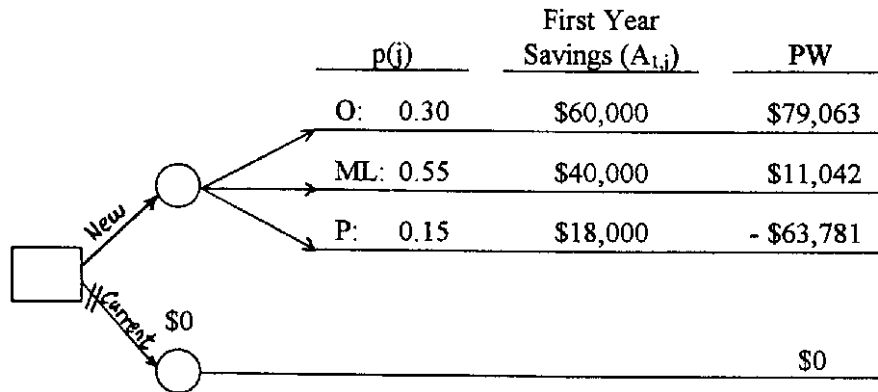 First Year
p(j) Savings (A1,j) PW
O: 0.30 $60,000 $79,063
ML: 0.55 $40,000 $11,042
P: 0.15 $18,000 - $63,781
New
Current $0
$0